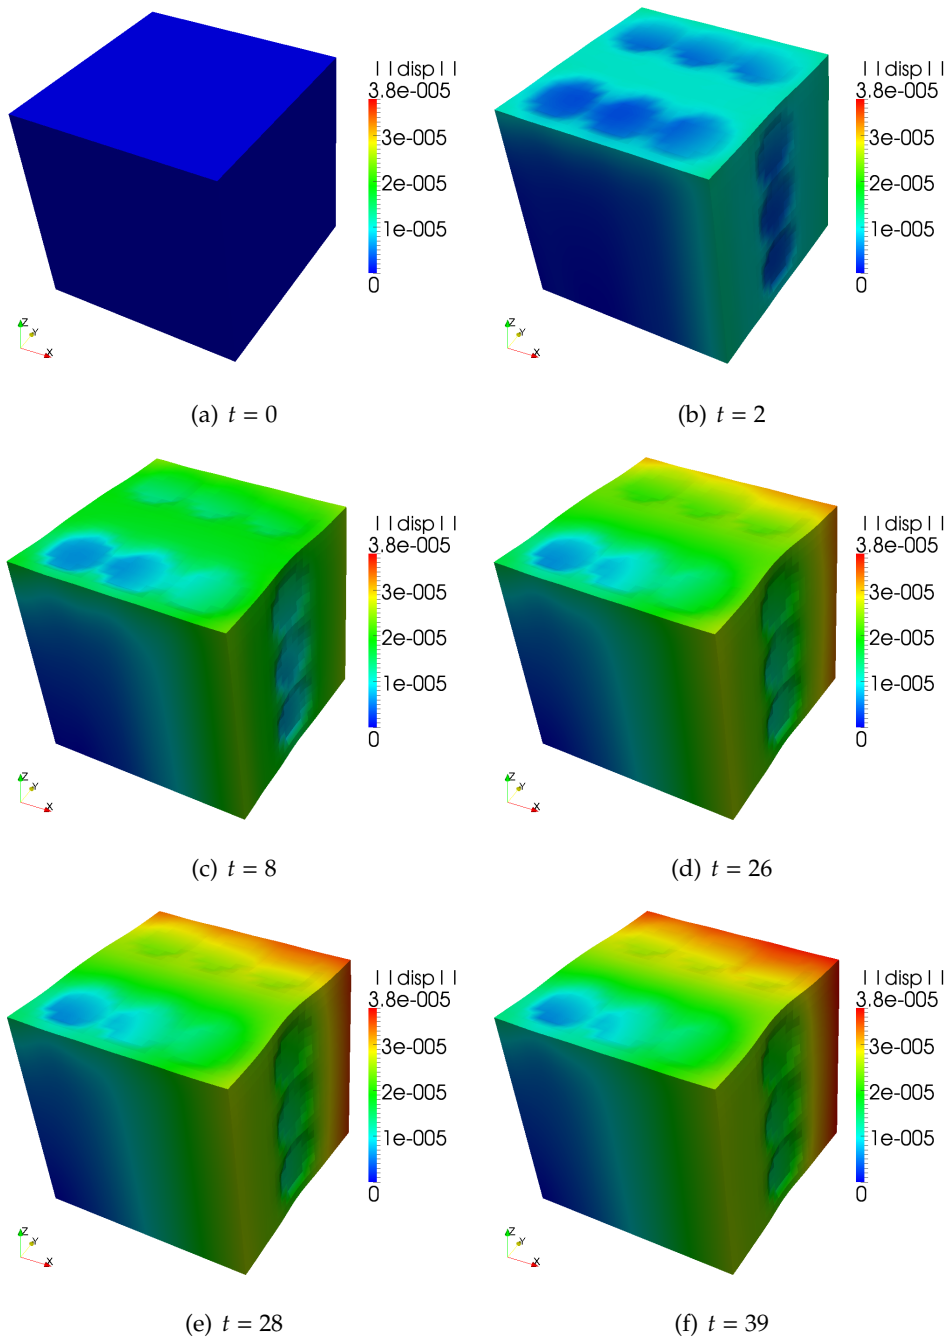 ||disp||
3.8e-005
3e-005
2e-005
1e-005
0
Z
Y
X
(a) t = 0
||disp||
3.8e-005
3e-005
2e-005
1e-005
0
Z
Y
X
(b) t = 2
||disp||
3.8e-005
3e-005
2e-005
1e-005
0
Z
Y
X
(c) t = 8
||disp||
3.8e-005
3e-005
2e-005
1e-005
0
Z
Y
X
(d) t = 26
||disp||
3.8e-005
3e-005
2e-005
1e-005
0
Z
Y
X
(e) t = 28
||disp||
3.8e-005
3e-005
2e-005
1e-005
0
Z
Y
X
(f) t = 39